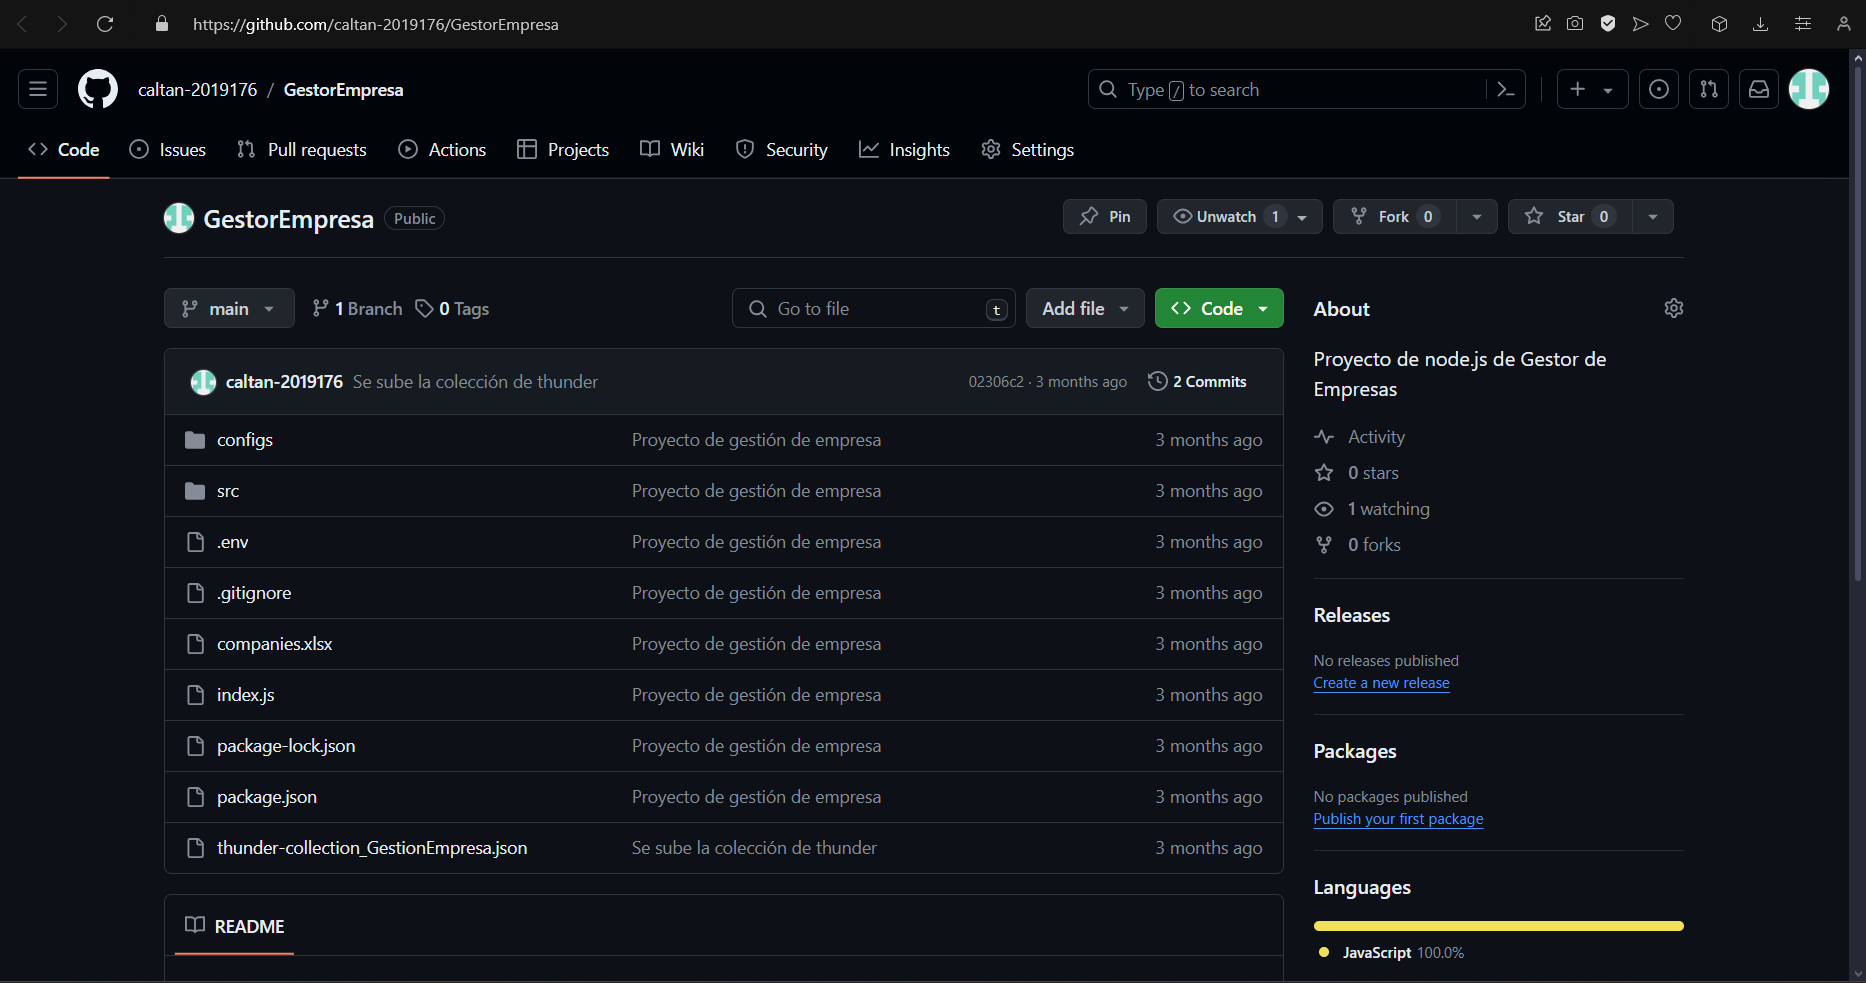 https://github.com/caltan-2019176/GestorEmpresa
caltan-2019176 / GestorEmpresa
Type / to search
Code Issues Pull requests Actions Projects Wiki Security Insights Settings
GestorEmpresa Public
Pin Unwatch 1 Fork 0 Star 0
main 1 Branch 0 Tags Go to file t Add file Code
caltan-2019176 Se sube la colección de thunder 02306c2 · 3 months ago 2 Commits
configs Proyecto de gestión de empresa 3 months ago
src Proyecto de gestión de empresa 3 months ago
.env Proyecto de gestión de empresa 3 months ago
.gitignore Proyecto de gestión de empresa 3 months ago
companies.xlsx Proyecto de gestión de empresa 3 months ago
index.js Proyecto de gestión de empresa 3 months ago
package-lock.json Proyecto de gestión de empresa 3 months ago
package.json Proyecto de gestión de empresa 3 months ago
thunder-collection_GestionEmpresa.json Se sube la colección de thunder 3 months ago
README
About
Proyecto de node.js de Gestor de
Empresas
Activity
0 stars
1 watching
0 forks
Releases
No releases published
Create a new release
Packages
No packages published
Publish your first package
Languages
JavaScript 100.0%